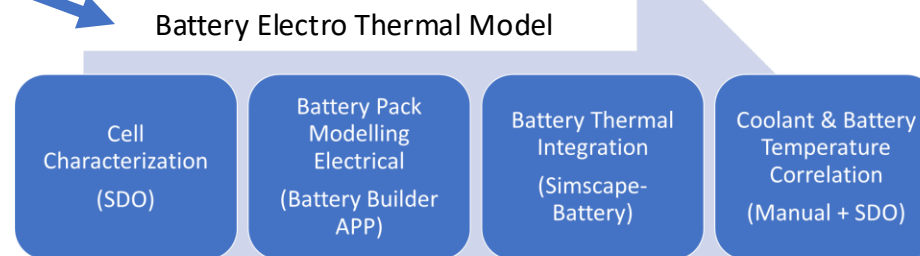 Battery Electro Thermal Model
Cell
Characterization
(SDO)
Battery Pack
Modelling
Electrical
(Battery Builder
APP)
Battery Thermal
Integration
(Simscape-
Battery)
Coolant & Battery
Temperature
Correlation
(Manual + SDO)